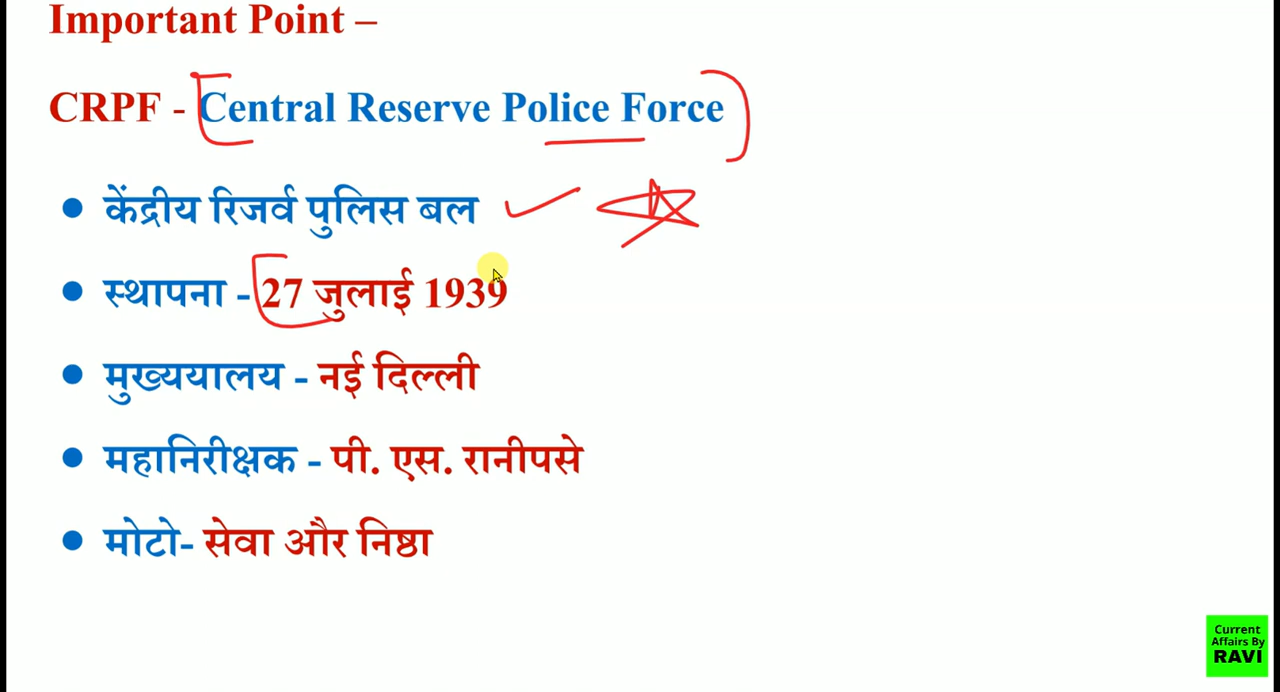 Important Point –
CRPF - Central Reserve Police Force
• केंद्रीय रिजर्व पुलिस बल
• स्थापना - 27 जुलाई 1939
• मुख्ययालय - नई दिल्ली
• महानिरीक्षक - पी. एस. रानीपसे
• मोटो- सेवा और निष्ठा
Current
Affairs By
RAVI